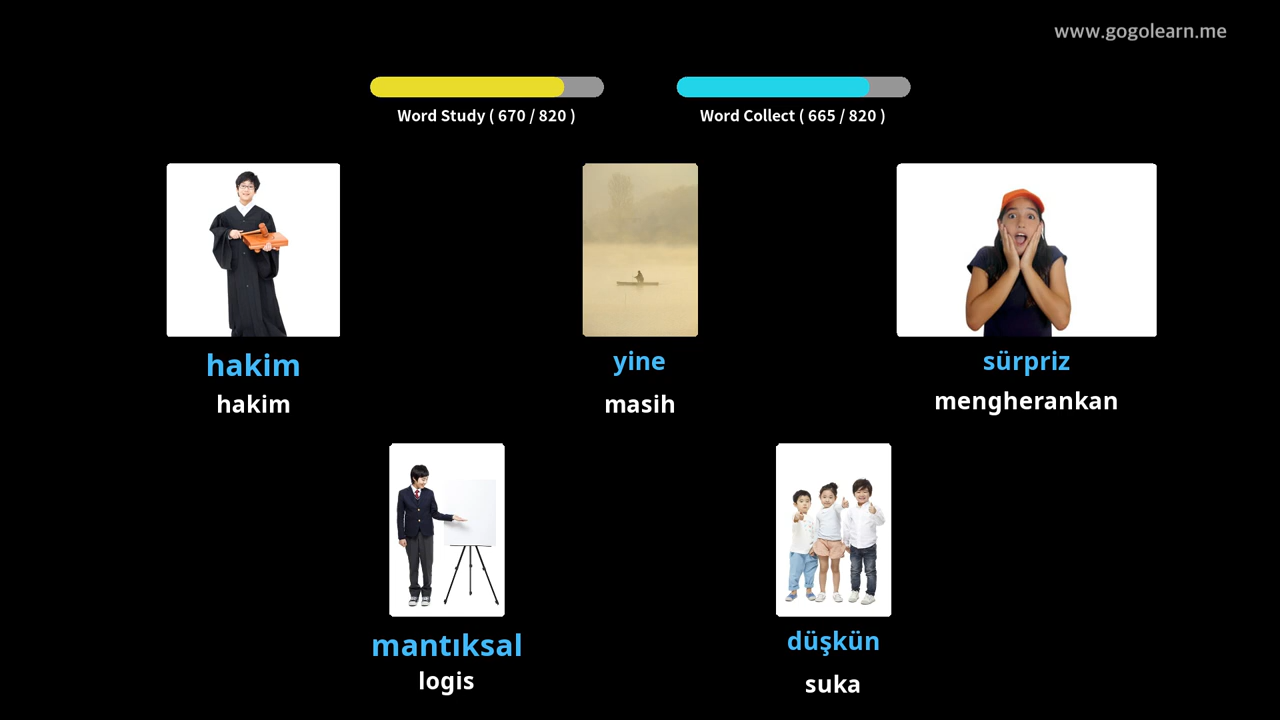 www.gogolearn.me
Word Study ( 670 / 820 )
Word Collect ( 665 / 820 )
hakim
hakim
yine
masih
sürpriz
mengherankan
mantıksal
logis
düşkün
suka